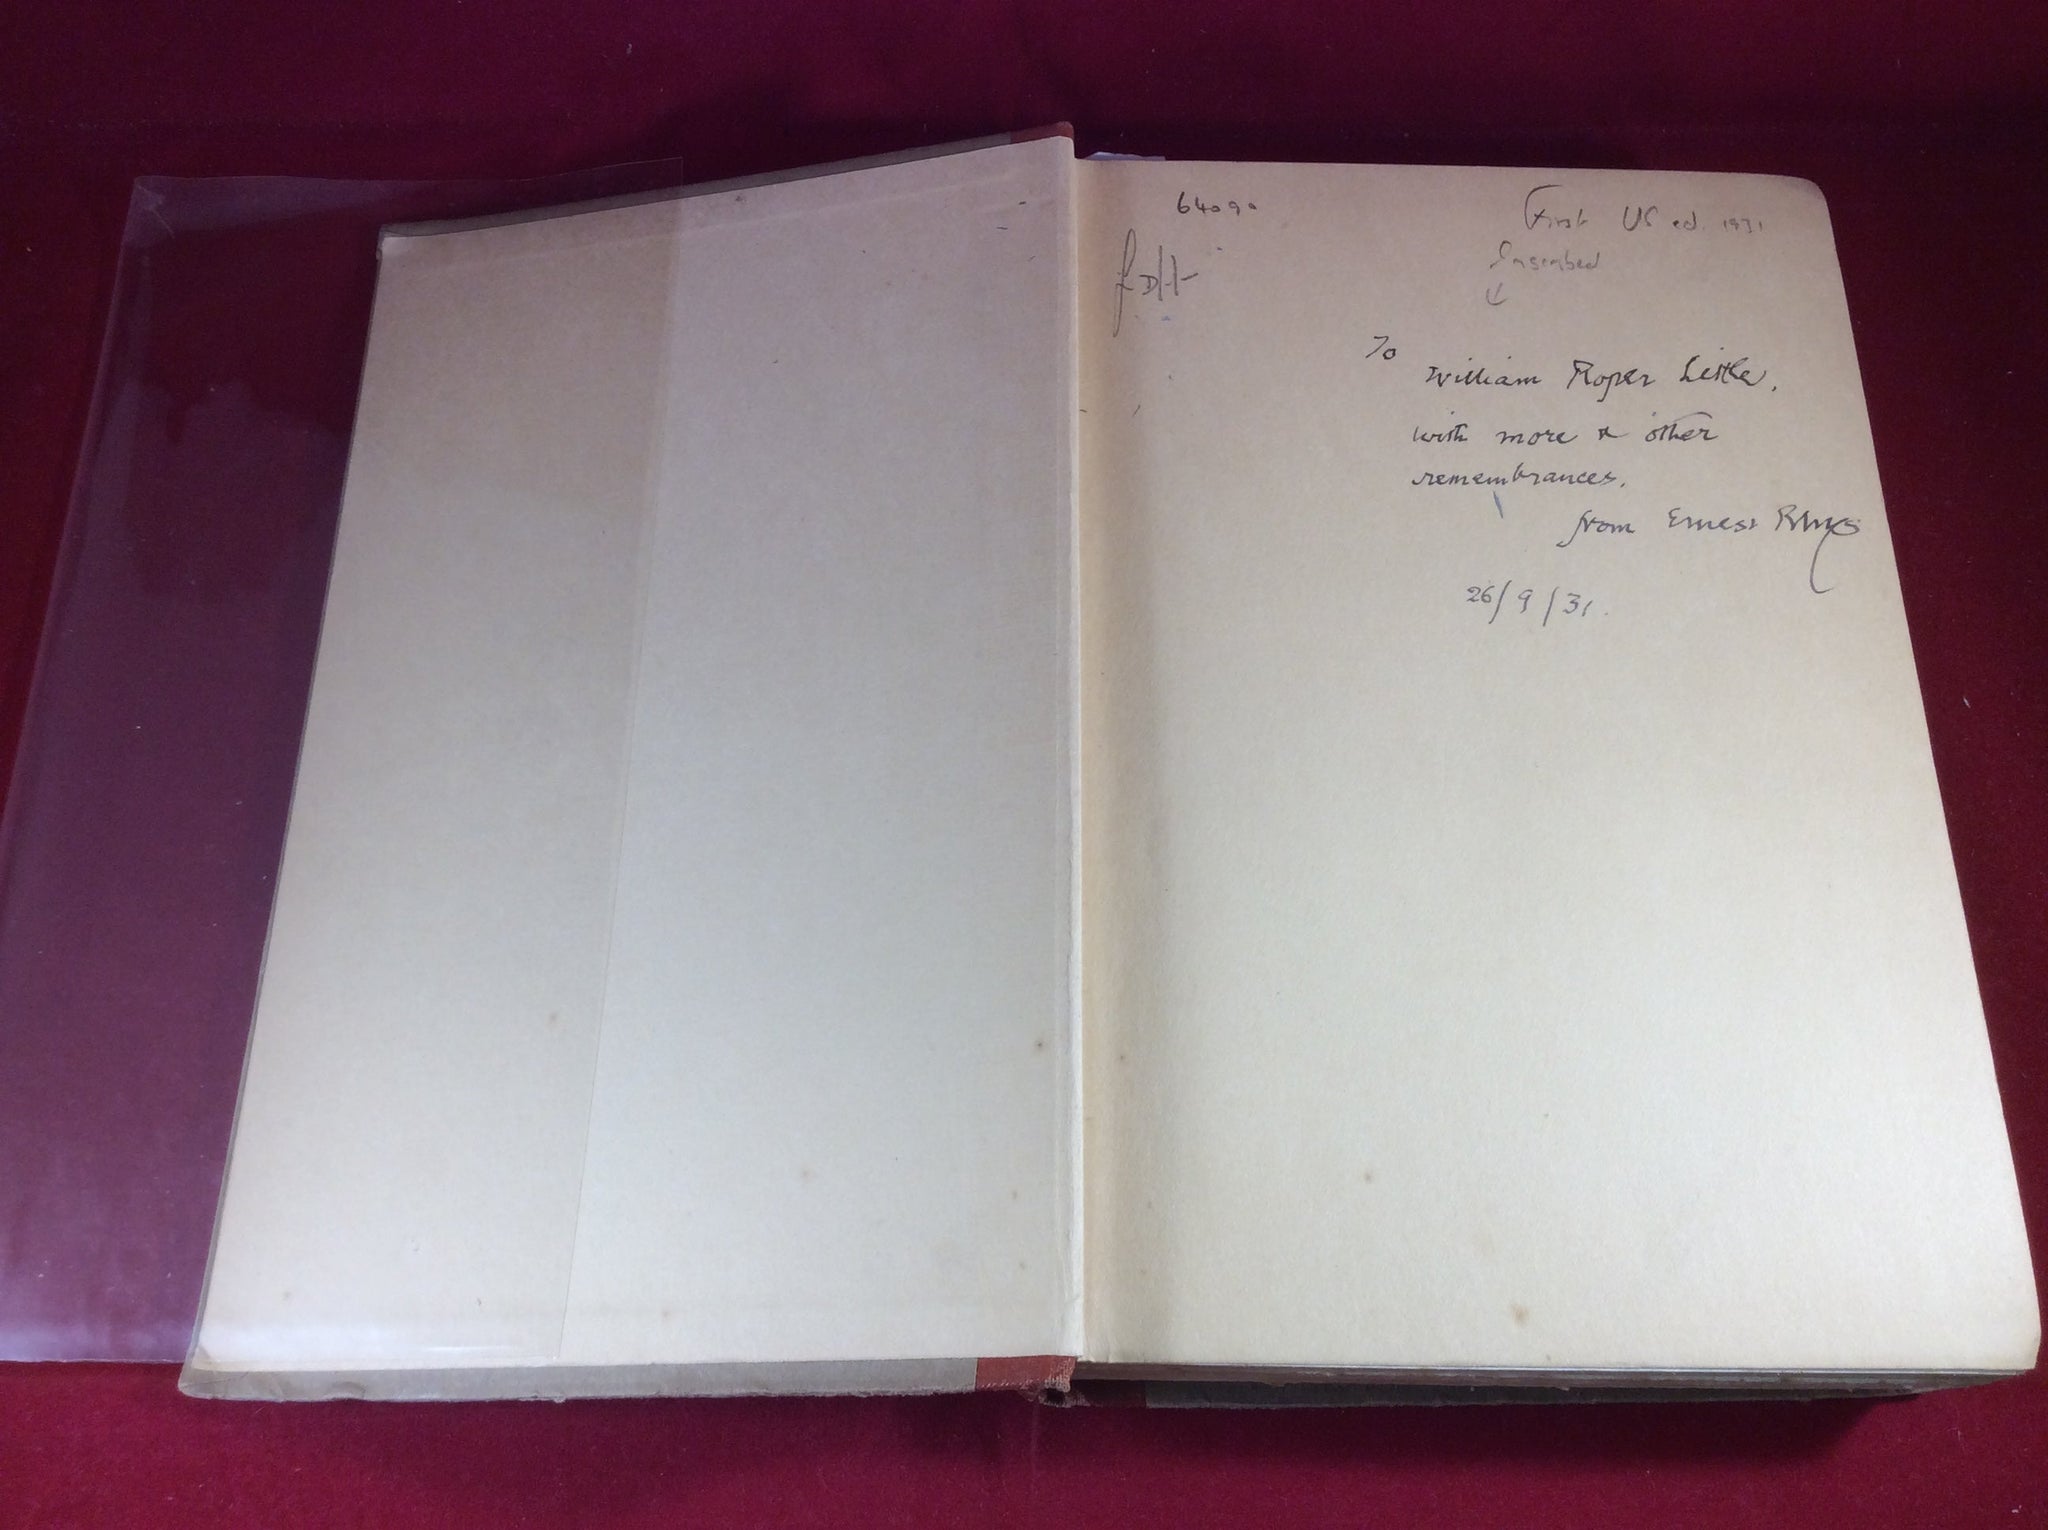 64090
First US ed. 1931
Inscribed
To
William Roper
with more & other
remembrances.
from Ernest Rhys
26/9/31.